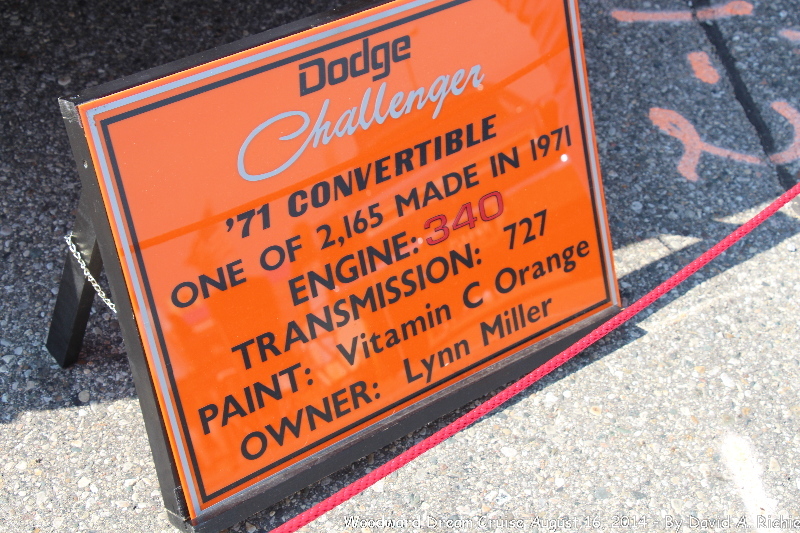 Dodge
Challenger
'71 CONVERTIBLE
ONE OF 2,165 MADE IN 1971
ENGINE: 340
TRANSMISSION: 727
PAINT: Vitamin C Orange
OWNER: Lynn Miller
Woodward Dream Cruise August 16, 2014 - By David A. Richie